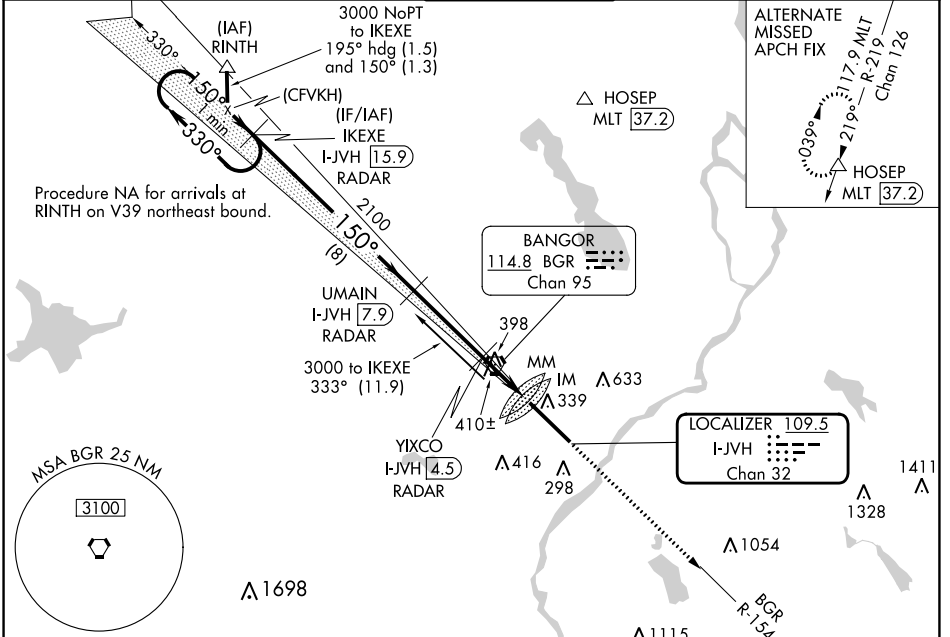 (IAF)
RINTH
3000 NoPT
to IKEXE
195° hdg (1.5)
and 150° (1.3)
330°
150°
1 min
330°
(CFVKH)
(IF/IAF)
IKEXE
I-JVH 15.9
RADAR
HOSEP
MLT 37.2
ALTERNATE
MISSED
APCH FIX
117.9 MLT
R-219
Chan 126
039°
219°
HOSEP
MLT 37.2
Procedure NA for arrivals at
RINTH on V39 northeast bound.
2100
150°
(8)
BANGOR
114.8 BGR
Chan 95
UMAIN
I-JVH 7.9
RADAR
398
3000 to IKEXE
333° (11.9)
MM
IM
633
339
410±
YIXCO
I-JVH 4.5
RADAR
416
298
LOCALIZER 109.5
I-JVH
Chan 32
1411
1328
MSA BGR 25 NM
3100
1054
1698
BGR
R-154
1115